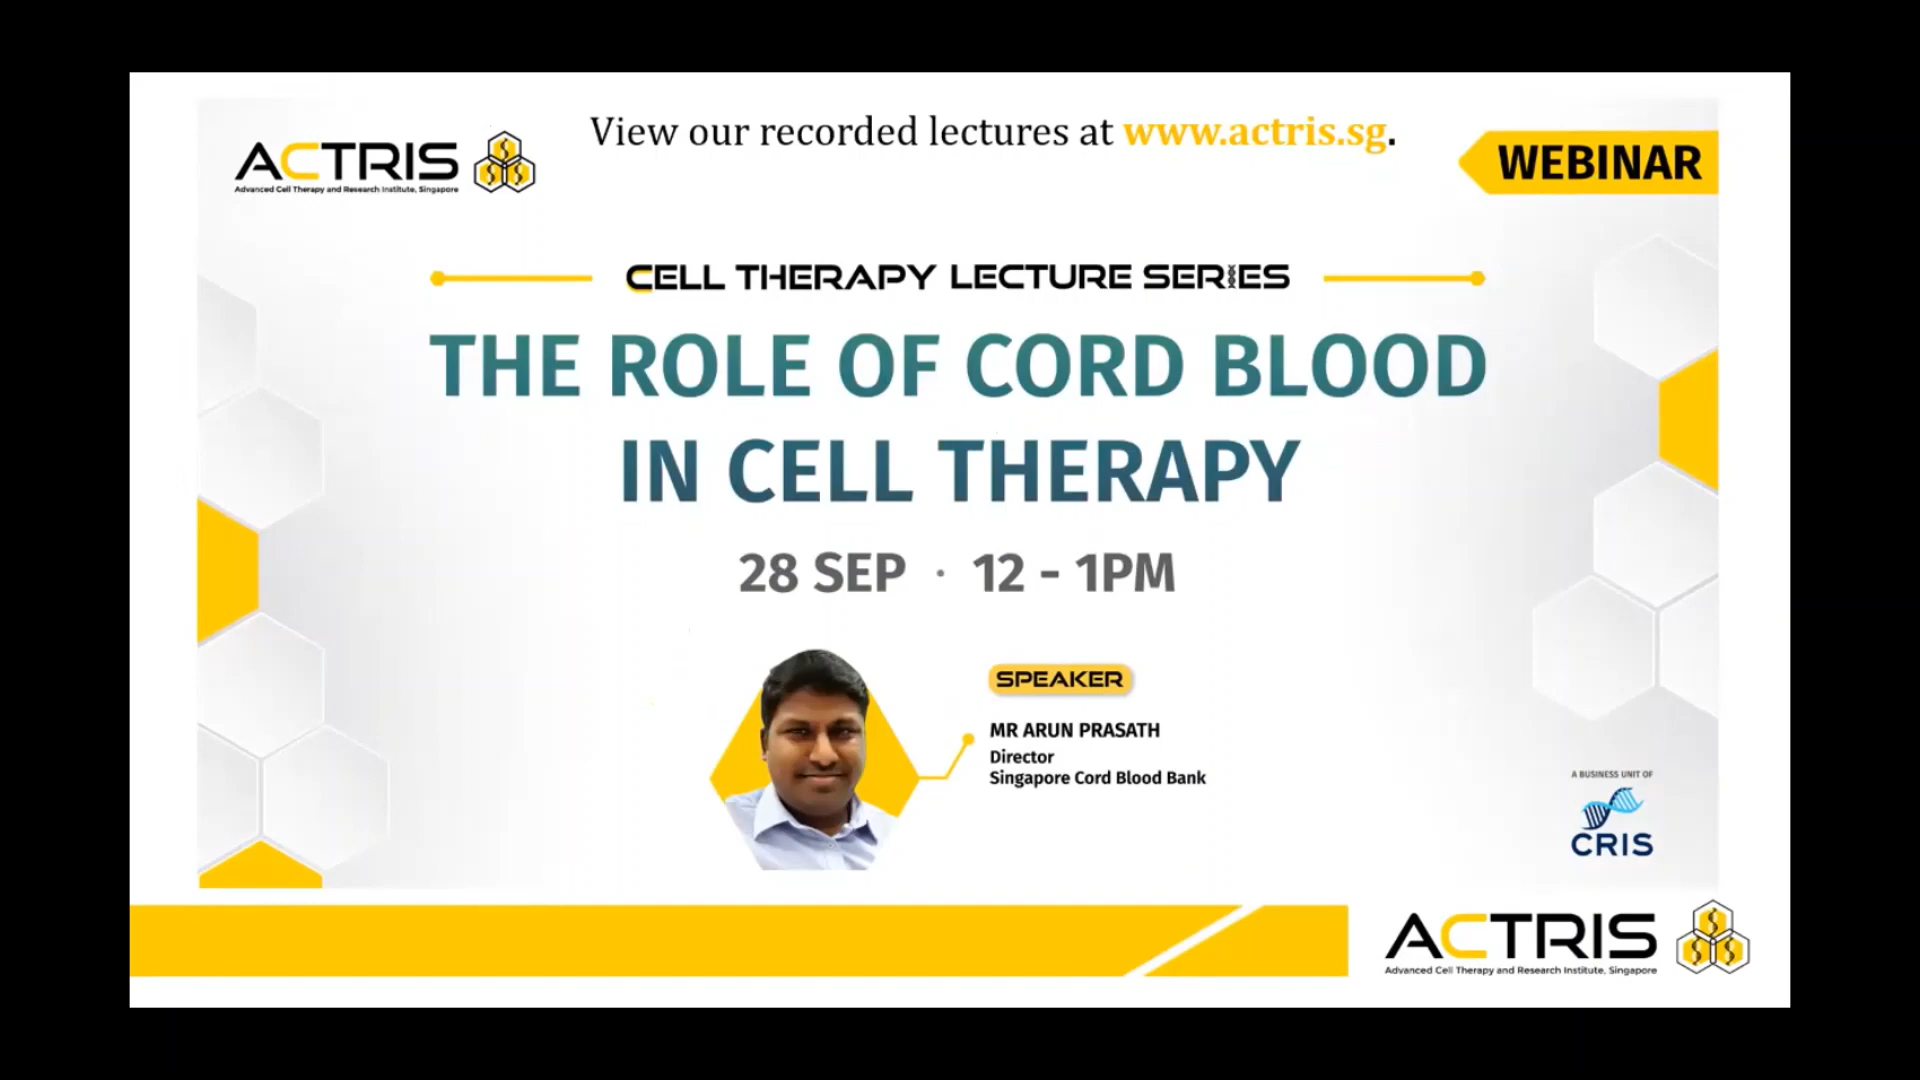 View our recorded lectures at www.actris.sg.
ACTRIS
Advanced Cell Therapy and Research Institute, Singapore
WEBINAR
CELL THERAPY LECTURE SERIES
THE ROLE OF CORD BLOOD
IN CELL THERAPY
28 SEP · 12 - 1PM
SPEAKER
MR ARUN PRASATH
Director
Singapore Cord Blood Bank
A BUSINESS UNIT OF
CRIS
ACTRIS
Advanced Cell Therapy and Research Institute, Singapore